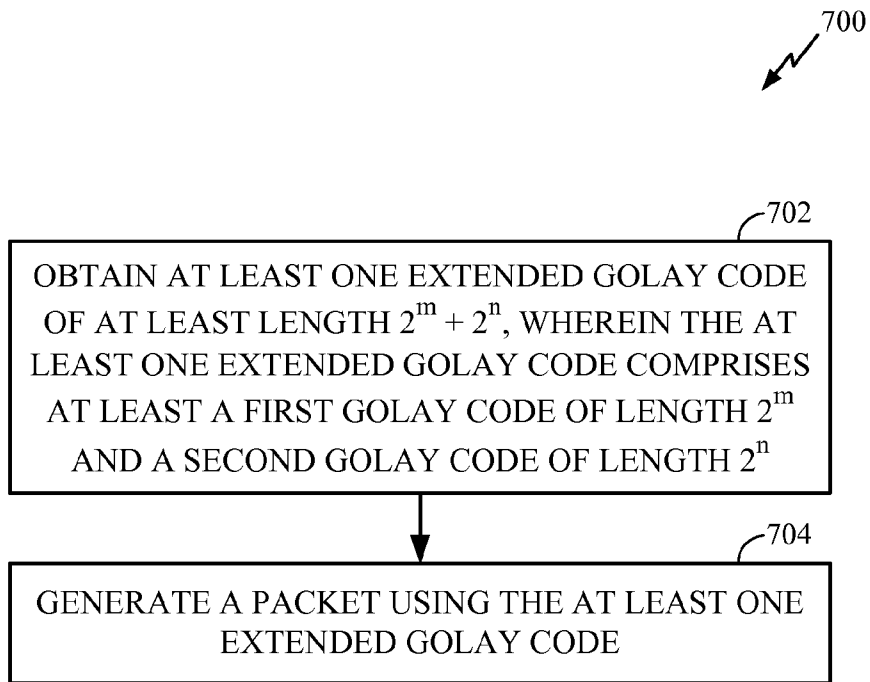 700
702
OBTAIN AT LEAST ONE EXTENDED GOLAY CODE
OF AT LEAST LENGTH 2^m + 2^n, WHEREIN THE AT
LEAST ONE EXTENDED GOLAY CODE COMPRISES
AT LEAST A FIRST GOLAY CODE OF LENGTH 2^m
AND A SECOND GOLAY CODE OF LENGTH 2^n
704
GENERATE A PACKET USING THE AT LEAST ONE
EXTENDED GOLAY CODE